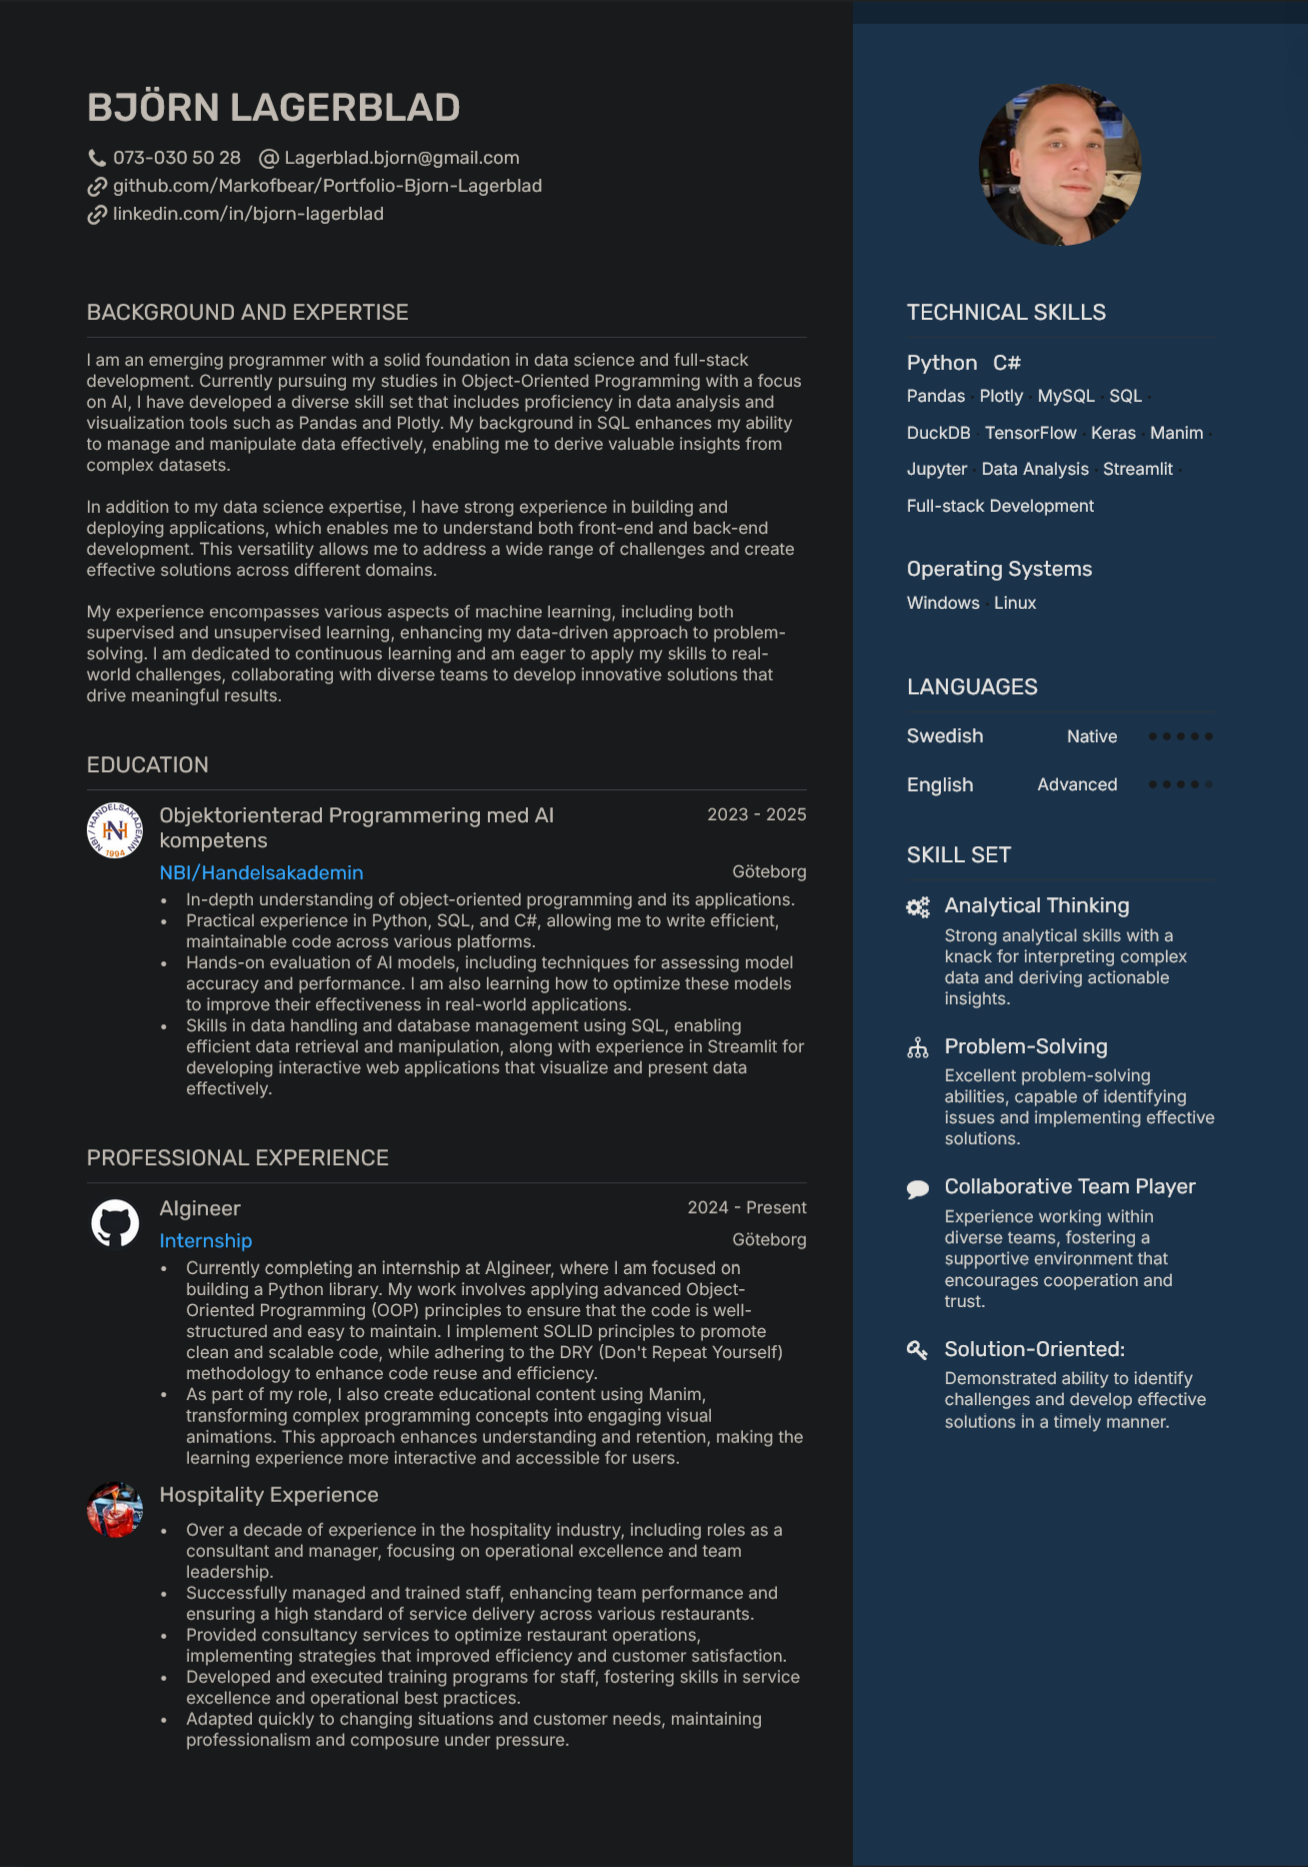 BJÖRN LAGERBLAD
073-030 50 28 @ Lagerblad.bjorn@gmail.com
github.com/Markofbear/Portfolio-Bjorn-Lagerblad
linkedin.com/in/bjorn-lagerblad
BACKGROUND AND EXPERTISE
I am an emerging programmer with a solid foundation in data science and full-stack
development. Currently pursuing my studies in Object-Oriented Programming with a focus
on AI, I have developed a diverse skill set that includes proficiency in data analysis and
visualization tools such as Pandas and Plotly. My background in SQL enhances my ability
to manage and manipulate data effectively, enabling me to derive valuable insights from
complex datasets.
In addition to my data science expertise, I have strong experience in building and
deploying applications, which enables me to understand both front-end and back-end
development. This versatility allows me to address a wide range of challenges and create
effective solutions across different domains.
My experience encompasses various aspects of machine learning, including both
supervised and unsupervised learning, enhancing my data-driven approach to problem-
solving. I am dedicated to continuous learning and am eager to apply my skills to real-
world challenges, collaborating with diverse teams to develop innovative solutions that
drive meaningful results.
EDUCATION
NBI / HANDELSAKADEMIN
N
1994
Objektorienterad Programmering med AI
kompetens
2023 - 2025
NBI/Handelsakademin
Göteborg
• In-depth understanding of object-oriented programming and its applications.
• Practical experience in Python, SQL, and C#, allowing me to write efficient,
maintainable code across various platforms.
• Hands-on evaluation of AI models, including techniques for assessing model
accuracy and performance. I am also learning how to optimize these models
to improve their effectiveness in real-world applications.
• Skills in data handling and database management using SQL, enabling
efficient data retrieval and manipulation, along with experience in Streamlit for
developing interactive web applications that visualize and present data
effectively.
PROFESSIONAL EXPERIENCE
AIgineer
2024 - Present
Internship
Göteborg
• Currently completing an internship at AIgineer, where I am focused on
building a Python library. My work involves applying advanced Object-
Oriented Programming (OOP) principles to ensure that the code is well-
structured and easy to maintain. I implement SOLID principles to promote
clean and scalable code, while adhering to the DRY (Don't Repeat Yourself)
methodology to enhance code reuse and efficiency.
• As part of my role, I also create educational content using Manim,
transforming complex programming concepts into engaging visual
animations. This approach enhances understanding and retention, making the
learning experience more interactive and accessible for users.
Hospitality Experience
• Over a decade of experience in the hospitality industry, including roles as a
consultant and manager, focusing on operational excellence and team
leadership.
• Successfully managed and trained staff, enhancing team performance and
ensuring a high standard of service delivery across various restaurants.
• Provided consultancy services to optimize restaurant operations,
implementing strategies that improved efficiency and customer satisfaction.
• Developed and executed training programs for staff, fostering skills in service
excellence and operational best practices.
• Adapted quickly to changing situations and customer needs, maintaining
professionalism and composure under pressure.
TECHNICAL SKILLS
Python C#
Pandas · Plotly · MySQL · SQL ·
DuckDB · TensorFlow · Keras · Manim ·
Jupyter · Data Analysis · Streamlit ·
Full-stack Development
Operating Systems
Windows · Linux
LANGUAGES
Swedish Native
English Advanced
SKILL SET
Analytical Thinking
Strong analytical skills with a
knack for interpreting complex
data and deriving actionable
insights.
Problem-Solving
Excellent problem-solving
abilities, capable of identifying
issues and implementing effective
solutions.
Collaborative Team Player
Experience working within
diverse teams, fostering a
supportive environment that
encourages cooperation and
trust.
Solution-Oriented:
Demonstrated ability to identify
challenges and develop effective
solutions in a timely manner.